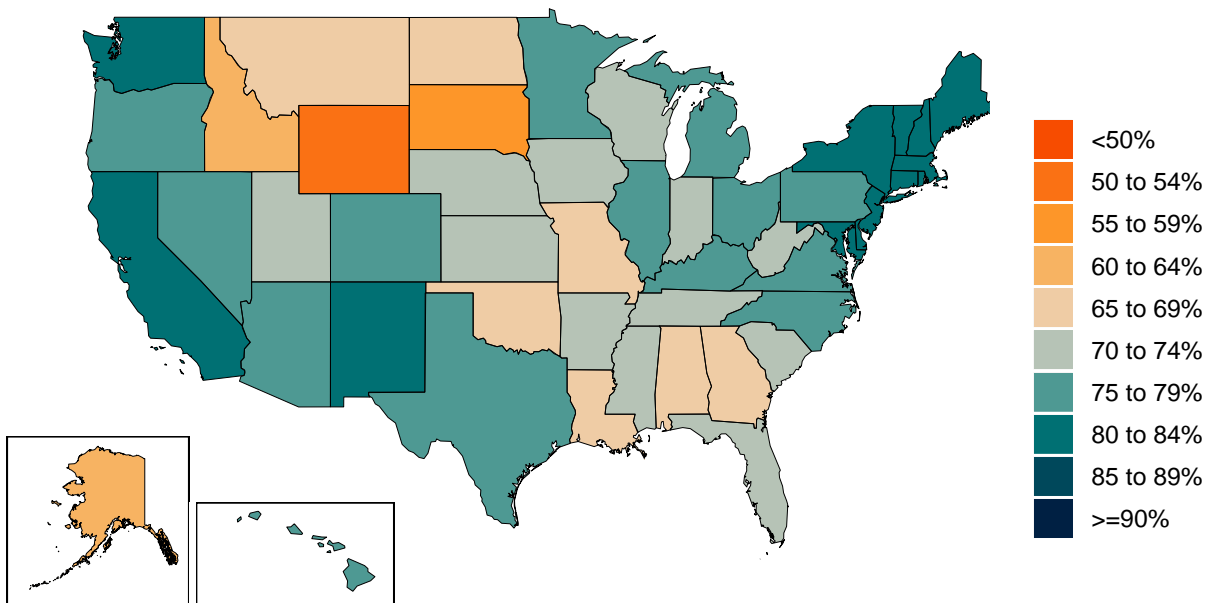 <50%
50 to 54%
55 to 59%
60 to 64%
65 to 69%
70 to 74%
75 to 79%
80 to 84%
85 to 89%
>=90%